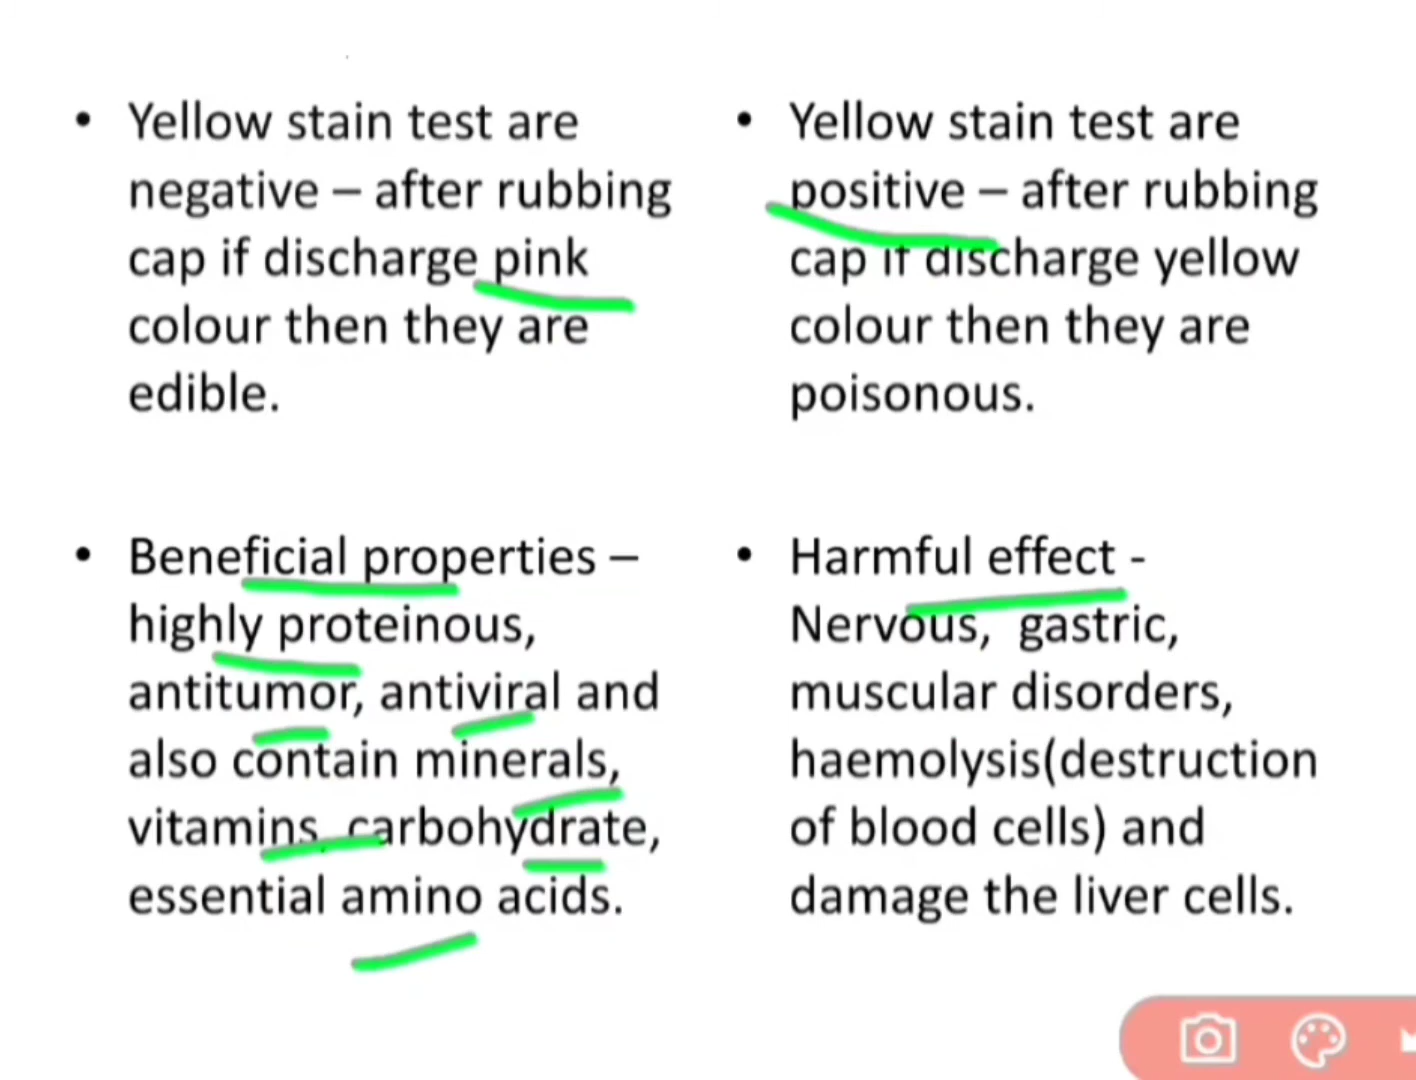 • Yellow stain test are
negative – after rubbing
cap if discharge pink
colour then they are
edible.
• Beneficial properties –
highly proteinous,
antitumor, antiviral and
also contain minerals,
vitamins, carbohydrate,
essential amino acids.
• Yellow stain test are
positive – after rubbing
cap if discharge yellow
colour then they are
poisonous.
• Harmful effect -
Nervous, gastric,
muscular disorders,
haemolysis(destruction
of blood cells) and
damage the liver cells.